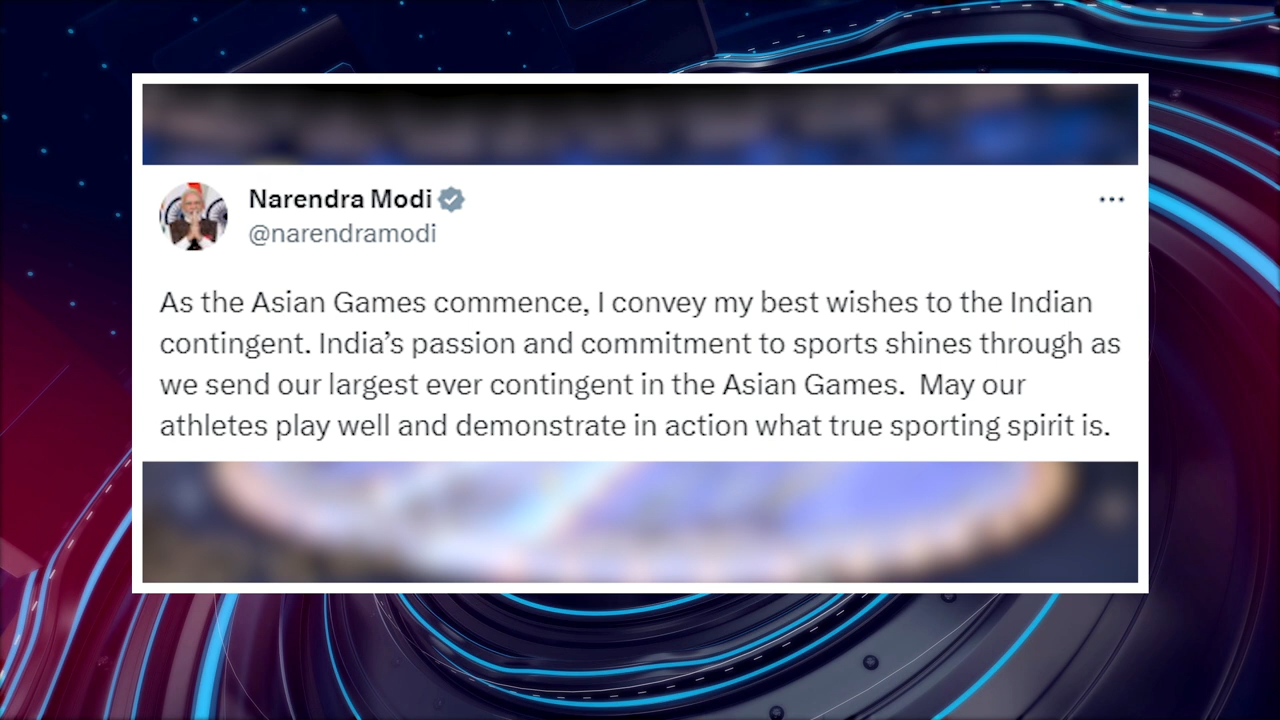 Narendra Modi
@narendramodi
As the Asian Games commence, I convey my best wishes to the Indian
contingent. India’s passion and commitment to sports shines through as
we send our largest ever contingent in the Asian Games.  May our
athletes play well and demonstrate in action what true sporting spirit is.